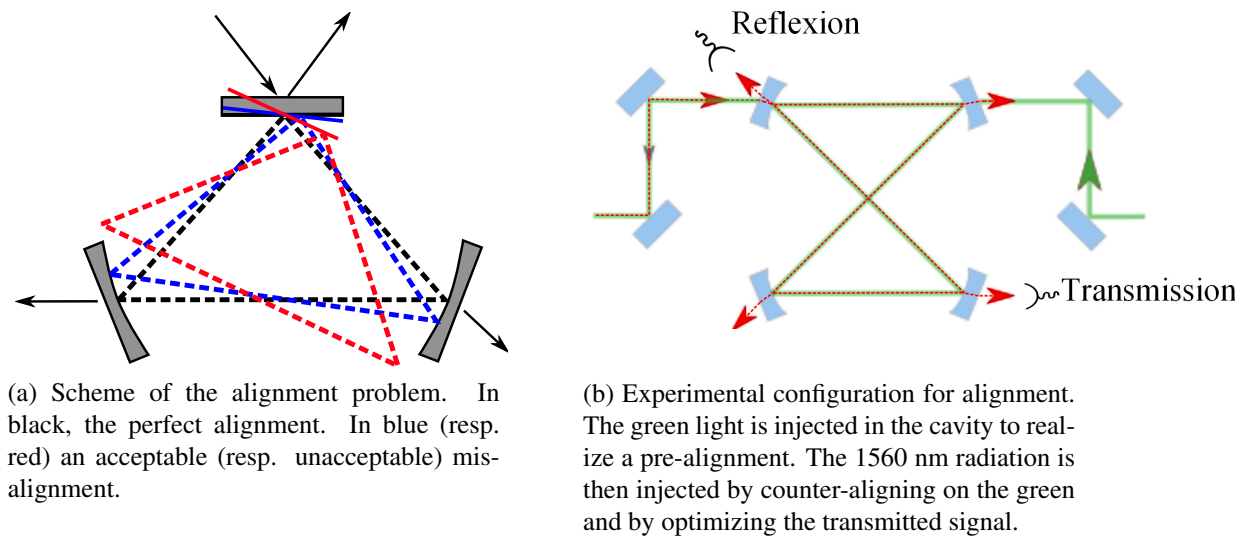 Reflexion
Transmission
(a) Scheme of the alignment problem. In
black, the perfect alignment. In blue (resp.
red) an acceptable (resp. unacceptable) mis-
alignment.
(b) Experimental configuration for alignment.
The green light is injected in the cavity to real-
ize a pre-alignment. The 1560 nm radiation is
then injected by counter-aligning on the green
and by optimizing the transmitted signal.